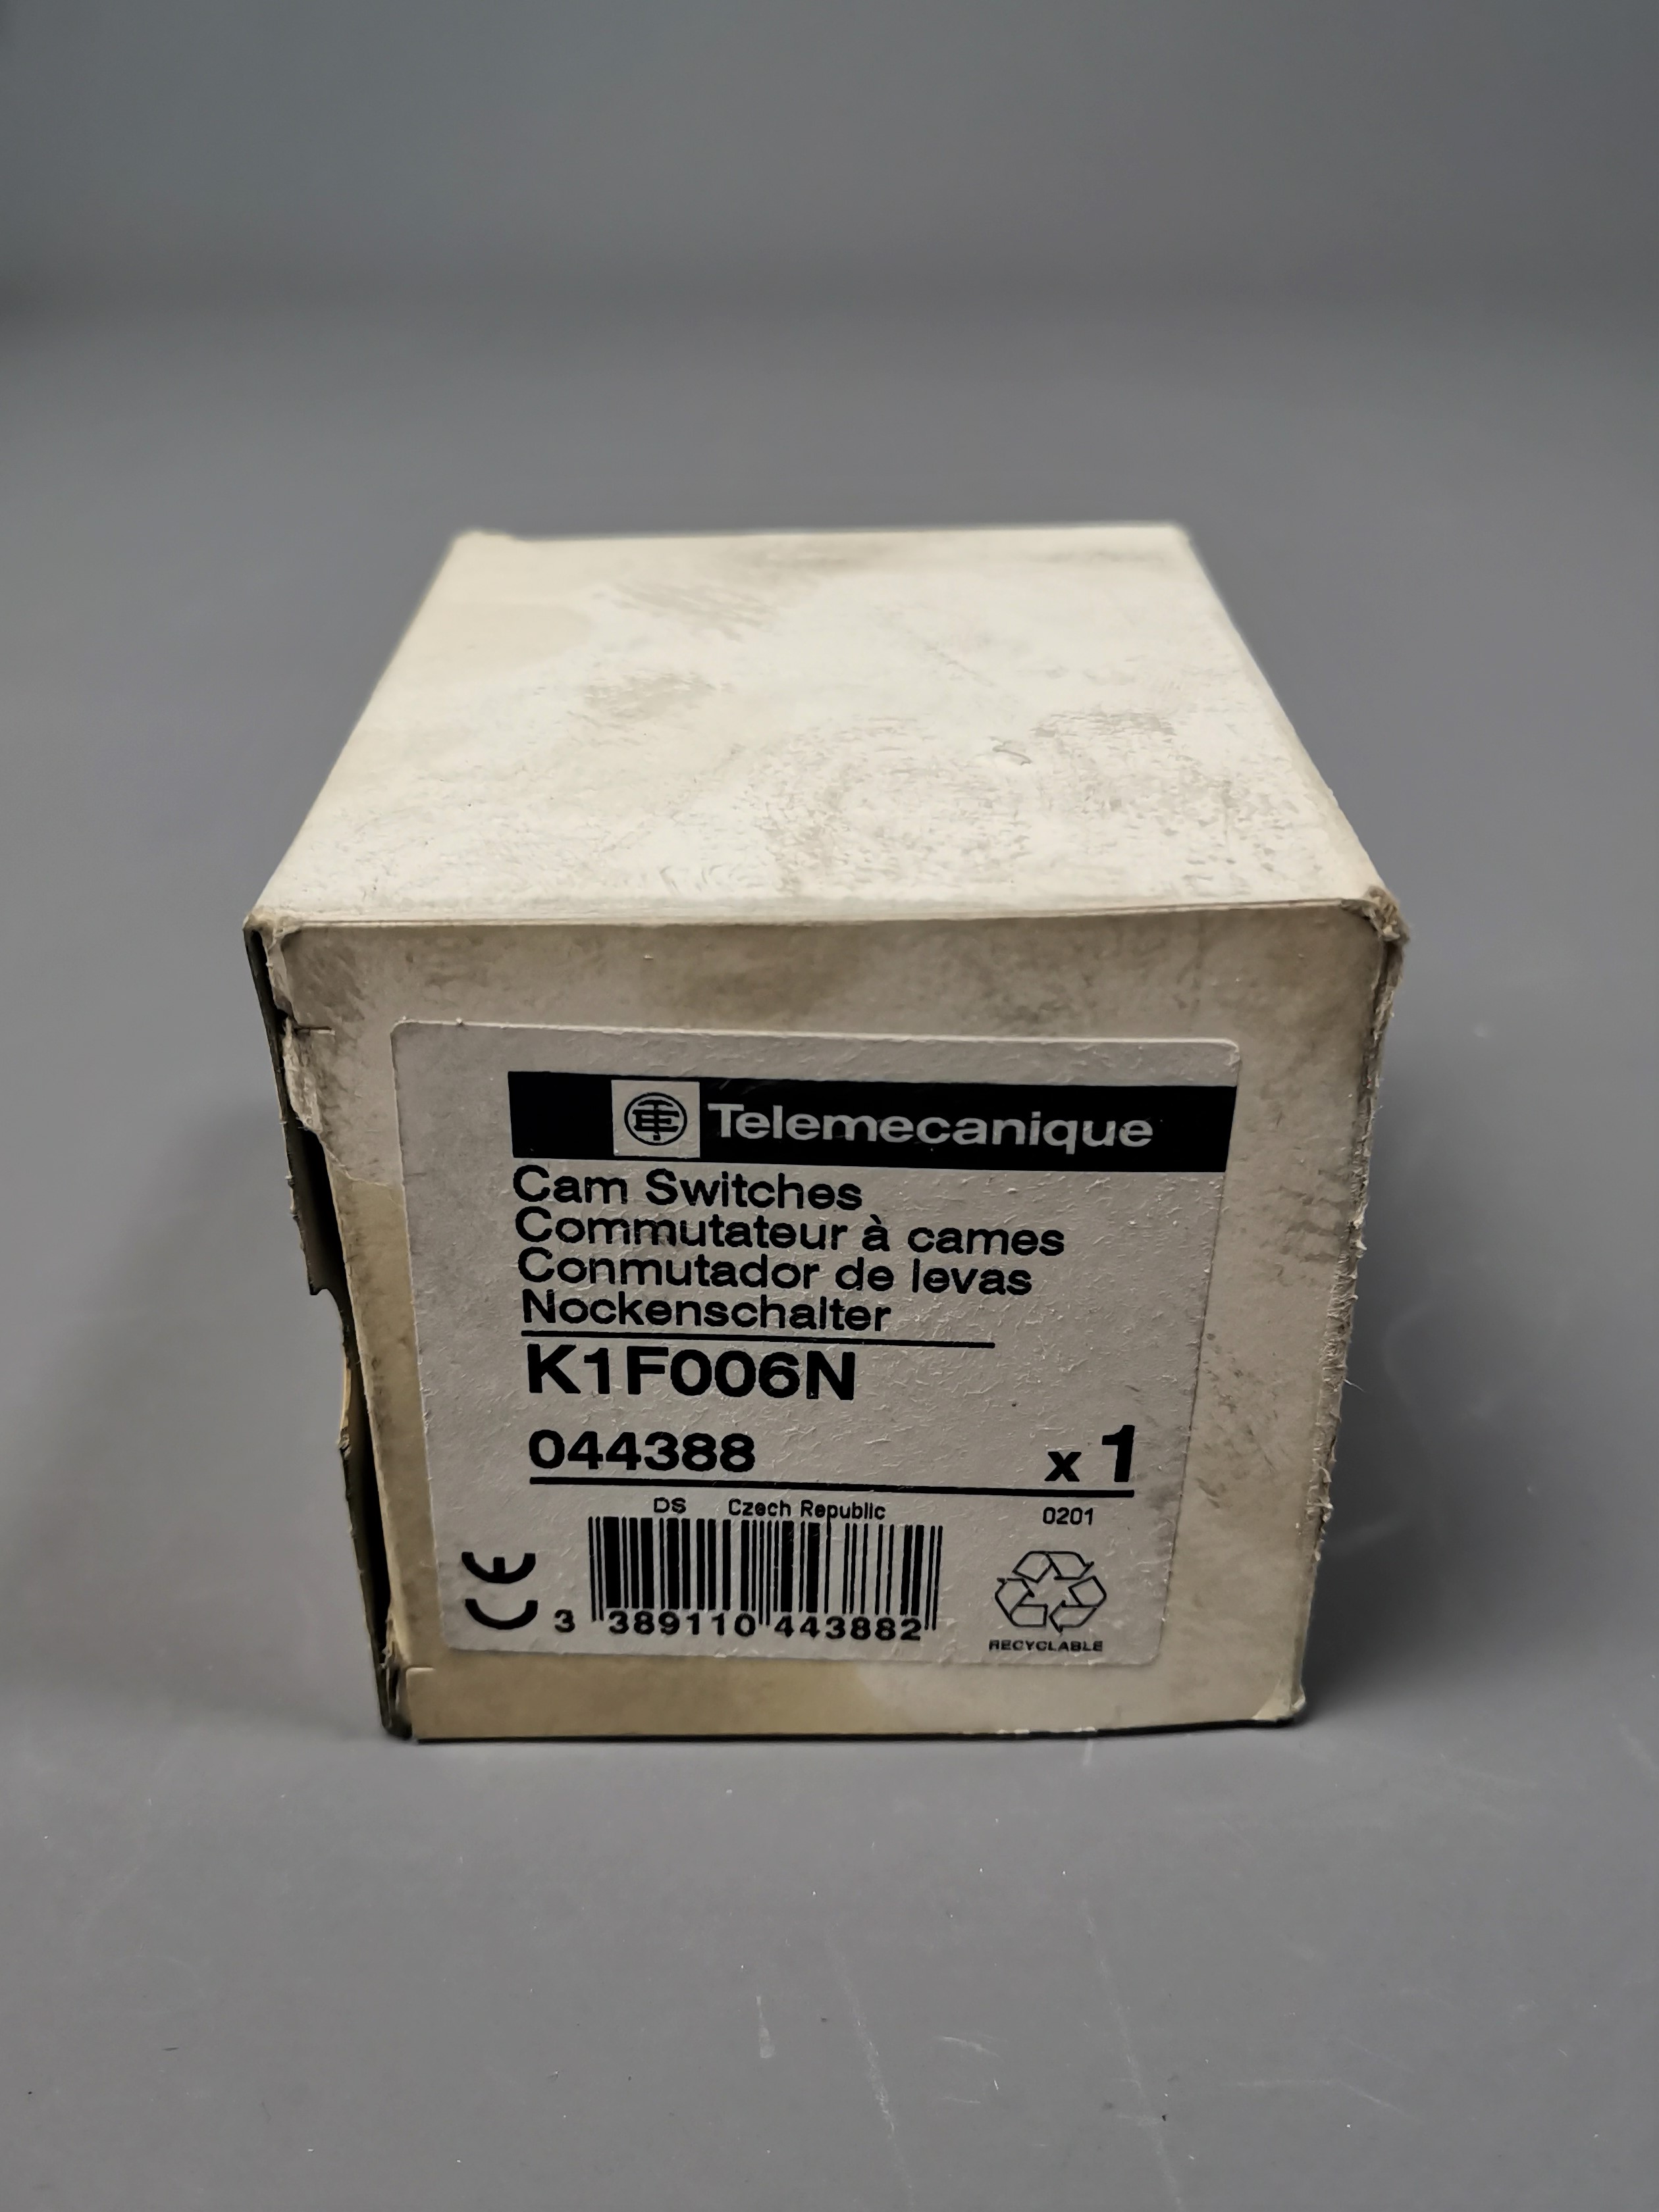 Telemecanique
Cam Switches
Commutateur à cames
Conmutador de levas
Nockenschalter
K1F006N
044388 x 1
DS Czech Republic 0201
CE
3 389110 443882
RECYCLABLE